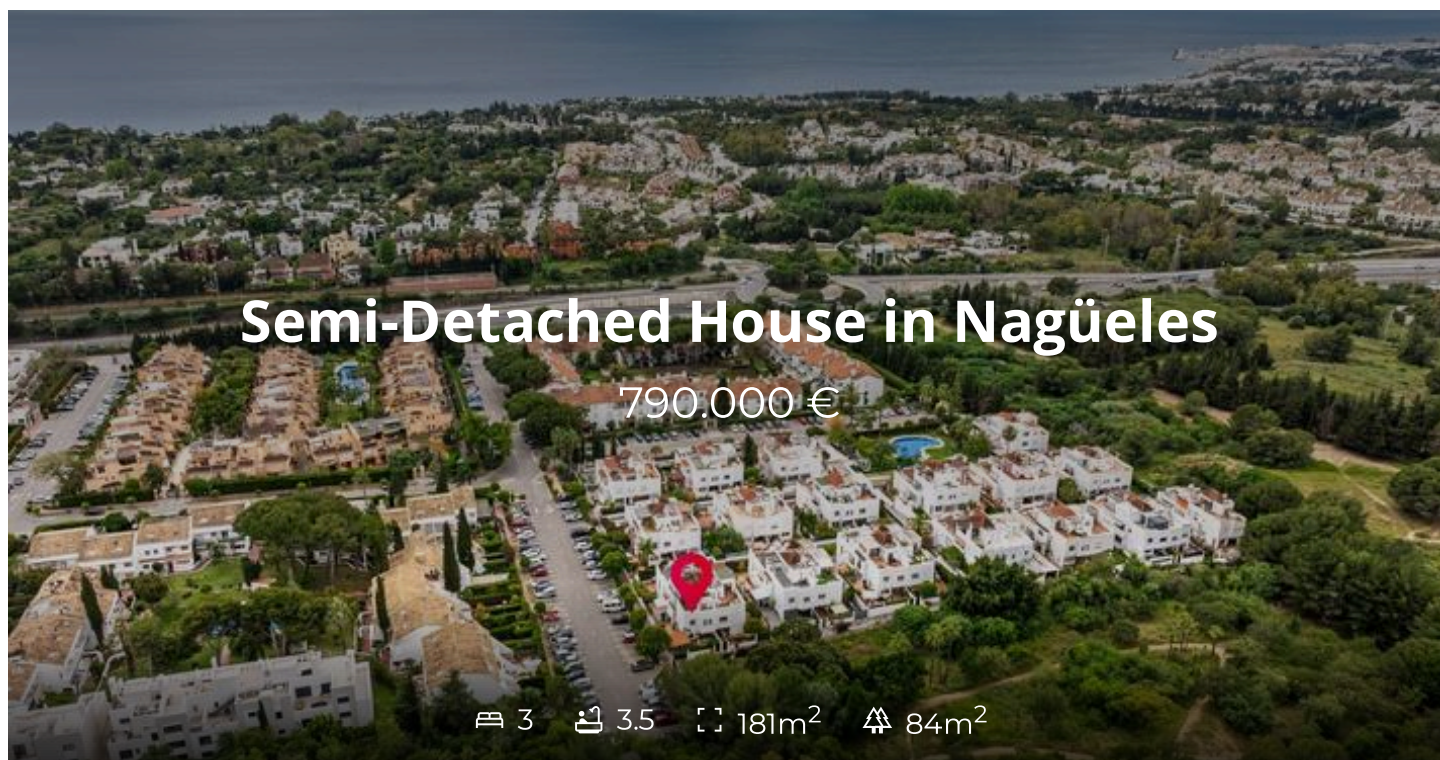 Semi-Detached House in Nagüeles
790.000 €
3 3.5 181m² 84m²